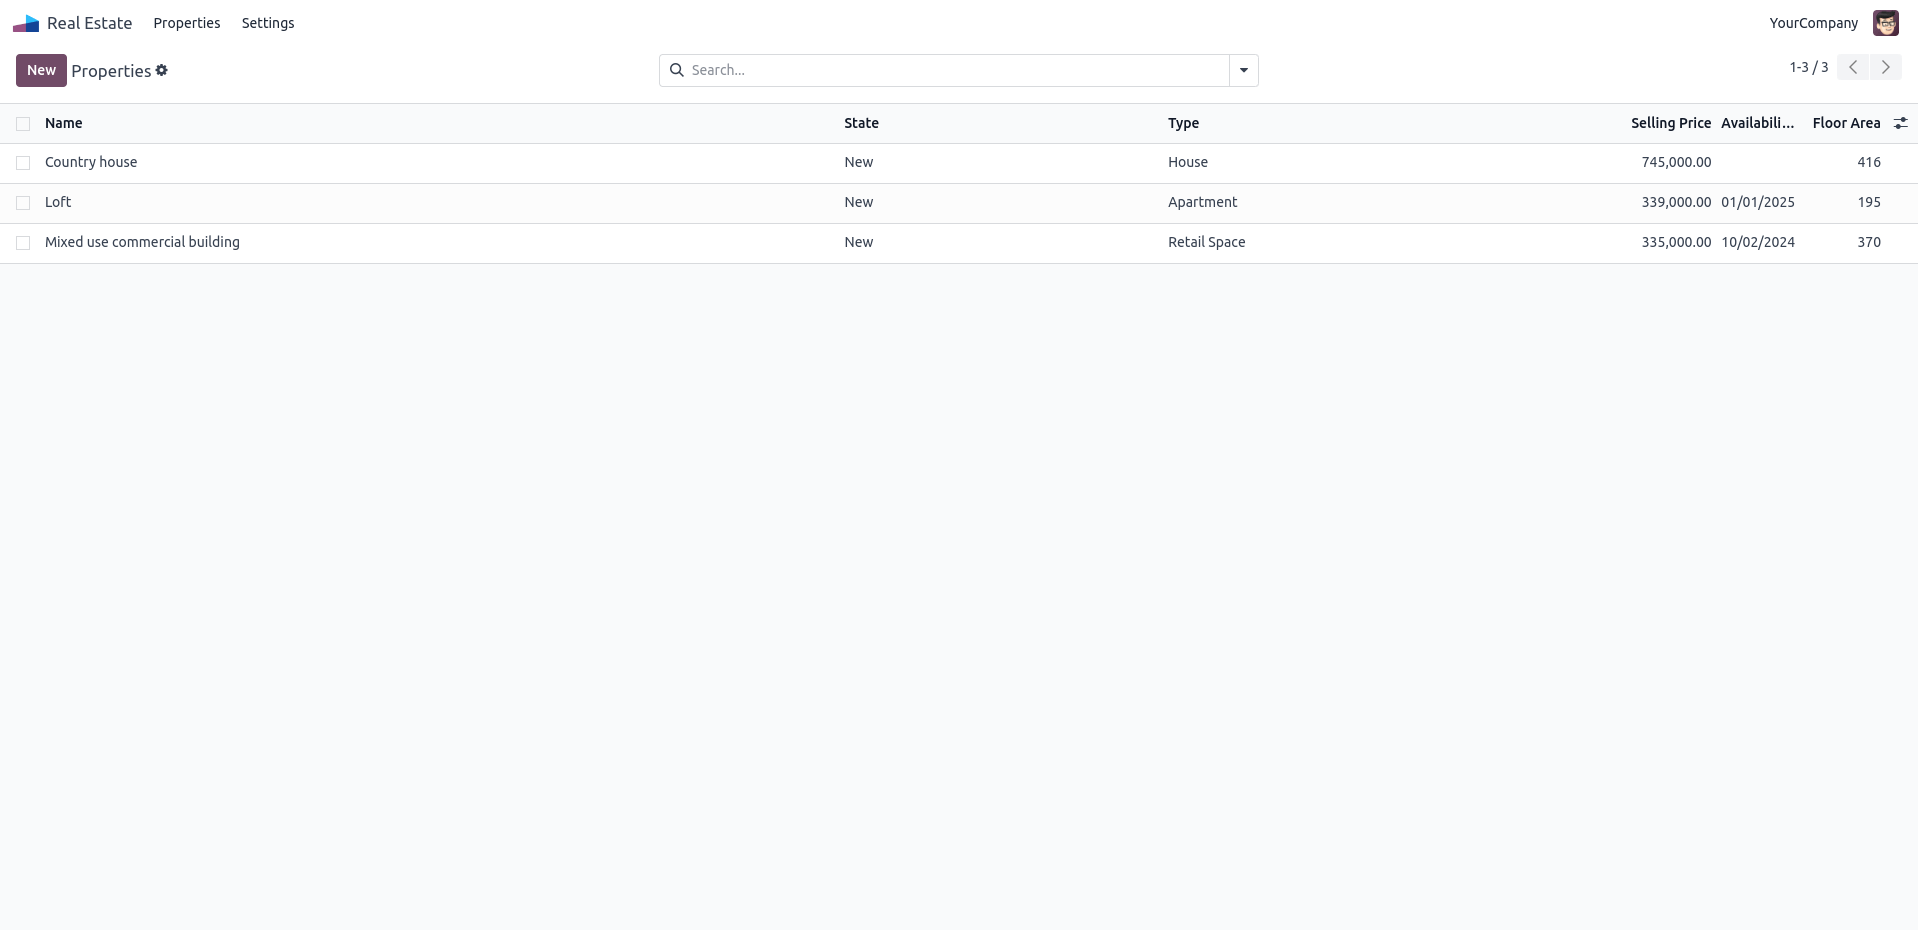 Real Estate Properties Settings YourCompany
New Properties Search... 1-3 / 3
Name State Type Selling Price Availabili... Floor Area
Country house New House 745,000.00 416
Loft New Apartment 339,000.00 01/01/2025 195
Mixed use commercial building New Retail Space 335,000.00 10/02/2024 370